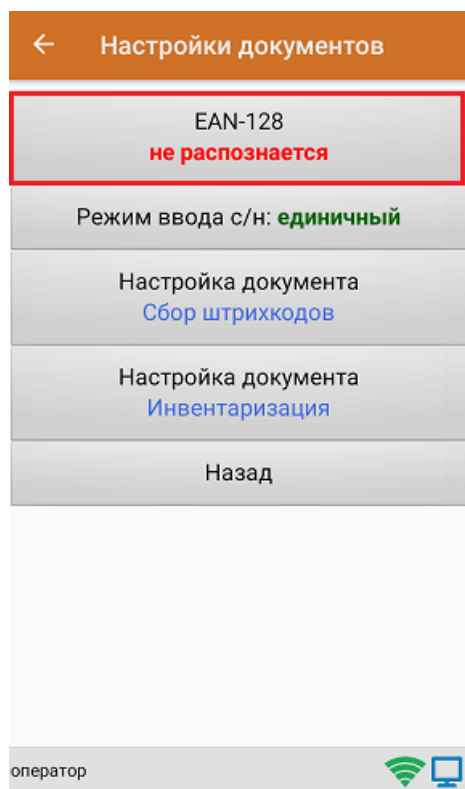 Настройки документов
EAN-128
не распознается
Режим ввода с/н: единичный
Настройка документа
Сбор штрихкодов
Настройка документа
Инвентаризация
Назад
оператор